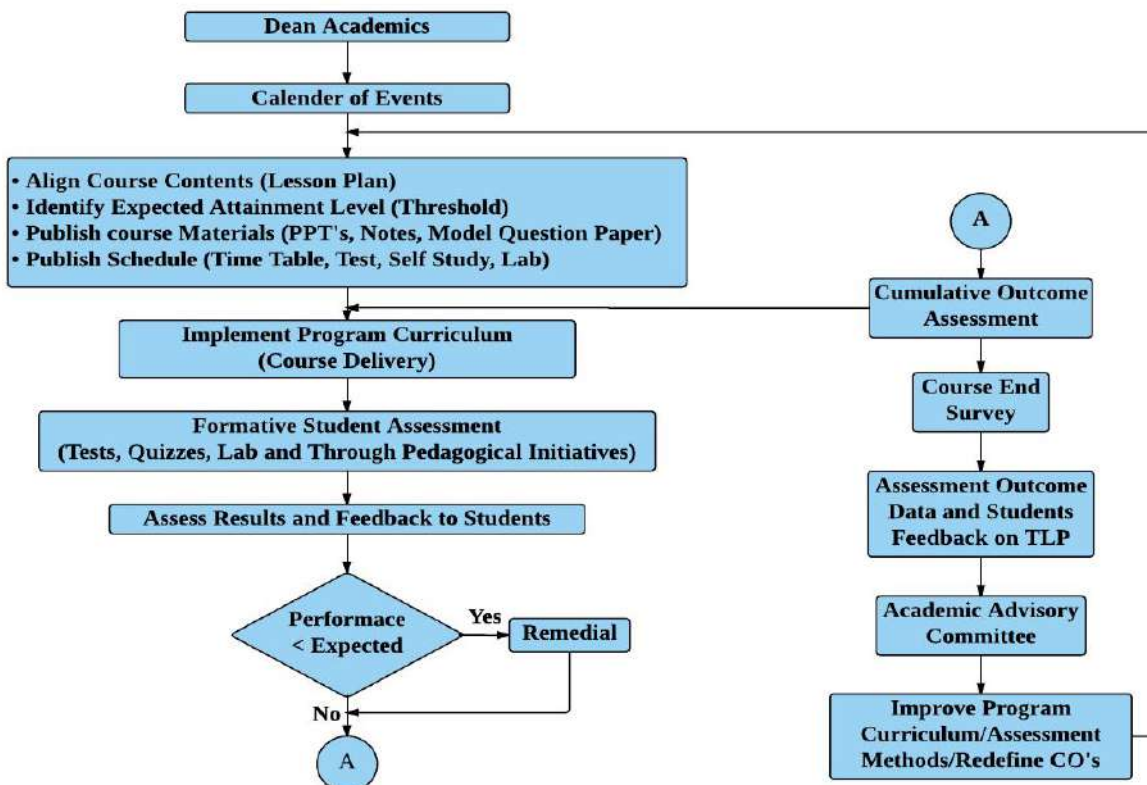 Dean Academics
Calender of Events
• Align Course Contents (Lesson Plan)
• Identify Expected Attainment Level (Threshold)
• Publish course Materials (PPT's, Notes, Model Question Paper)
• Publish Schedule (Time Table, Test, Self Study, Lab)
Implement Program Curriculum
(Course Delivery)
Formative Student Assessment
(Tests, Quizzes, Lab and Through Pedagogical Initiatives)
Assess Results and Feedback to Students
Performace
< Expected
Yes
Remedial
No
A
A
Cumulative Outcome
Assessment
Course End
Survey
Assessment Outcome
Data and Students
Feedback on TLP
Academic Advisory
Committee
Improve Program
Curriculum/Assessment
Methods/Redefine CO's